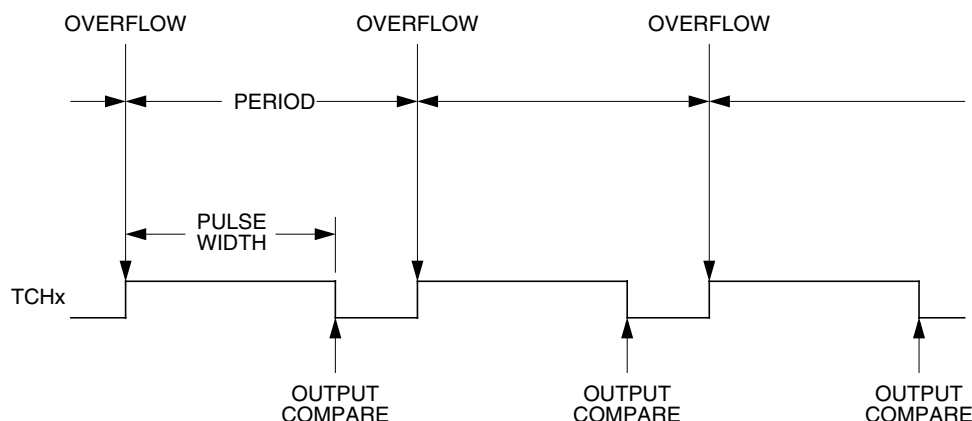 OVERFLOW OVERFLOW OVERFLOW
PERIOD
PULSE
WIDTH
TCHx
OUTPUT
COMPARE
OUTPUT
COMPARE
OUTPUT
COMPARE